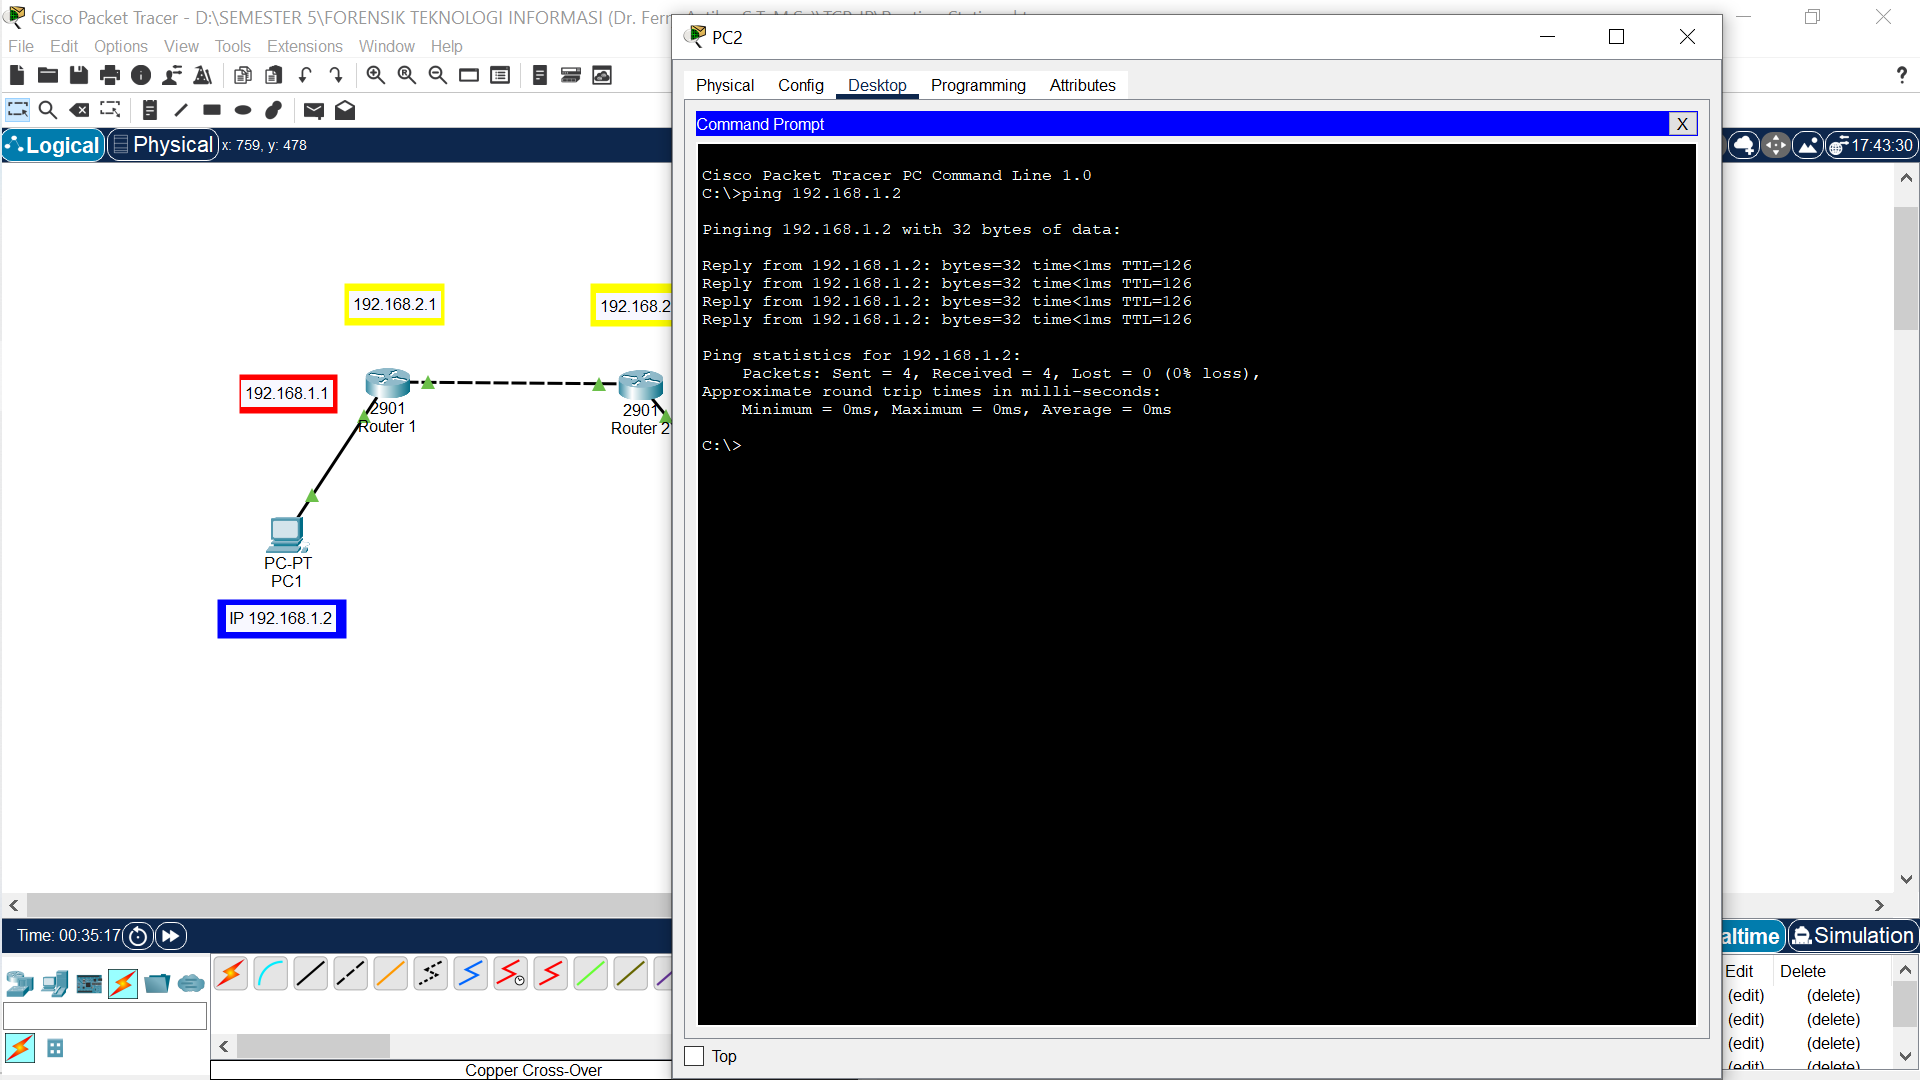 Cisco Packet Tracer - D:\SEMESTER 5\FORENSIK TEKNOLOGI INFORMASI (Dr. Fer
File Edit Options View Tools Extensions Window Help
Logical Physical x: 759, y: 478
17:43:30
192.168.2.1
192.168.2
192.168.1.1
2901
Router 1
2901
Router 2
PC-PT
PC1
IP 192.168.1.2
PC2
Physical Config Desktop Programming Attributes
Command Prompt
X
Cisco Packet Tracer PC Command Line 1.0
C:\>ping 192.168.1.2
Pinging 192.168.1.2 with 32 bytes of data:
Reply from 192.168.1.2: bytes=32 time<1ms TTL=126
Reply from 192.168.1.2: bytes=32 time<1ms TTL=126
Reply from 192.168.1.2: bytes=32 time<1ms TTL=126
Reply from 192.168.1.2: bytes=32 time<1ms TTL=126
Ping statistics for 192.168.1.2:
Packets: Sent = 4, Received = 4, Lost = 0 (0% loss),
Approximate round trip times in milli-seconds:
Minimum = 0ms, Maximum = 0ms, Average = 0ms
C:\>
Top
Time: 00:35:17
altime Simulation
Edit Delete
(edit) (delete)
(edit) (delete)
(edit) (delete)
(edit) (delete)
Copper Cross-Over